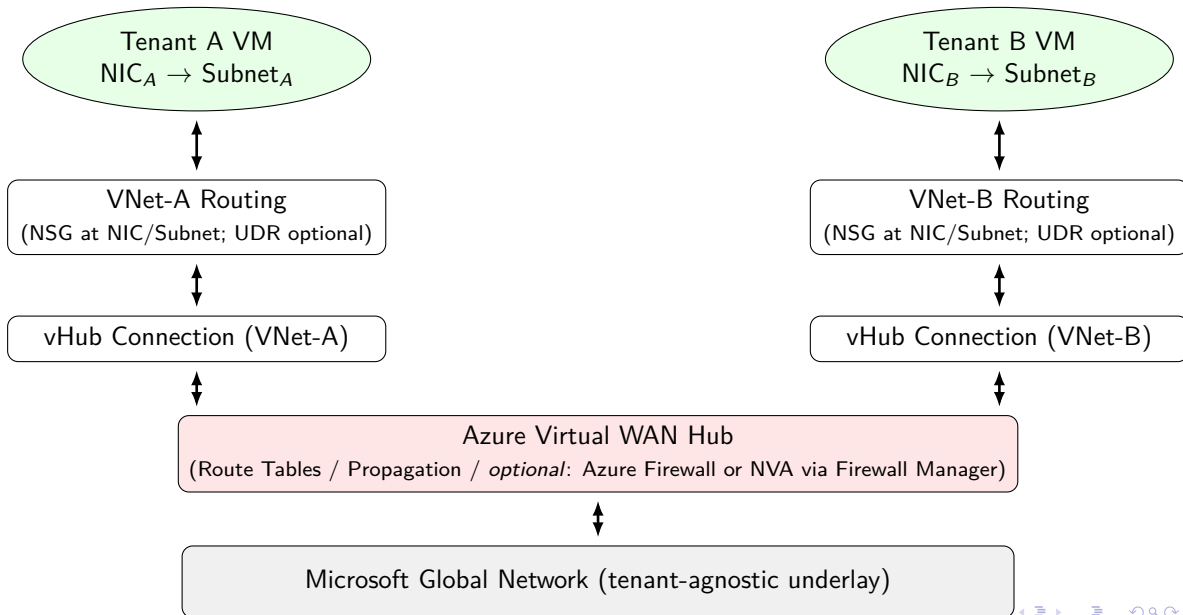 Tenant A VM
NIC_A → Subnet_A
Tenant B VM
NIC_B → Subnet_B
VNet-A Routing
(NSG at NIC/Subnet; UDR optional)
VNet-B Routing
(NSG at NIC/Subnet; UDR optional)
vHub Connection (VNet-A)
vHub Connection (VNet-B)
Azure Virtual WAN Hub
(Route Tables / Propagation / optional: Azure Firewall or NVA via Firewall Manager)
Microsoft Global Network (tenant-agnostic underlay)